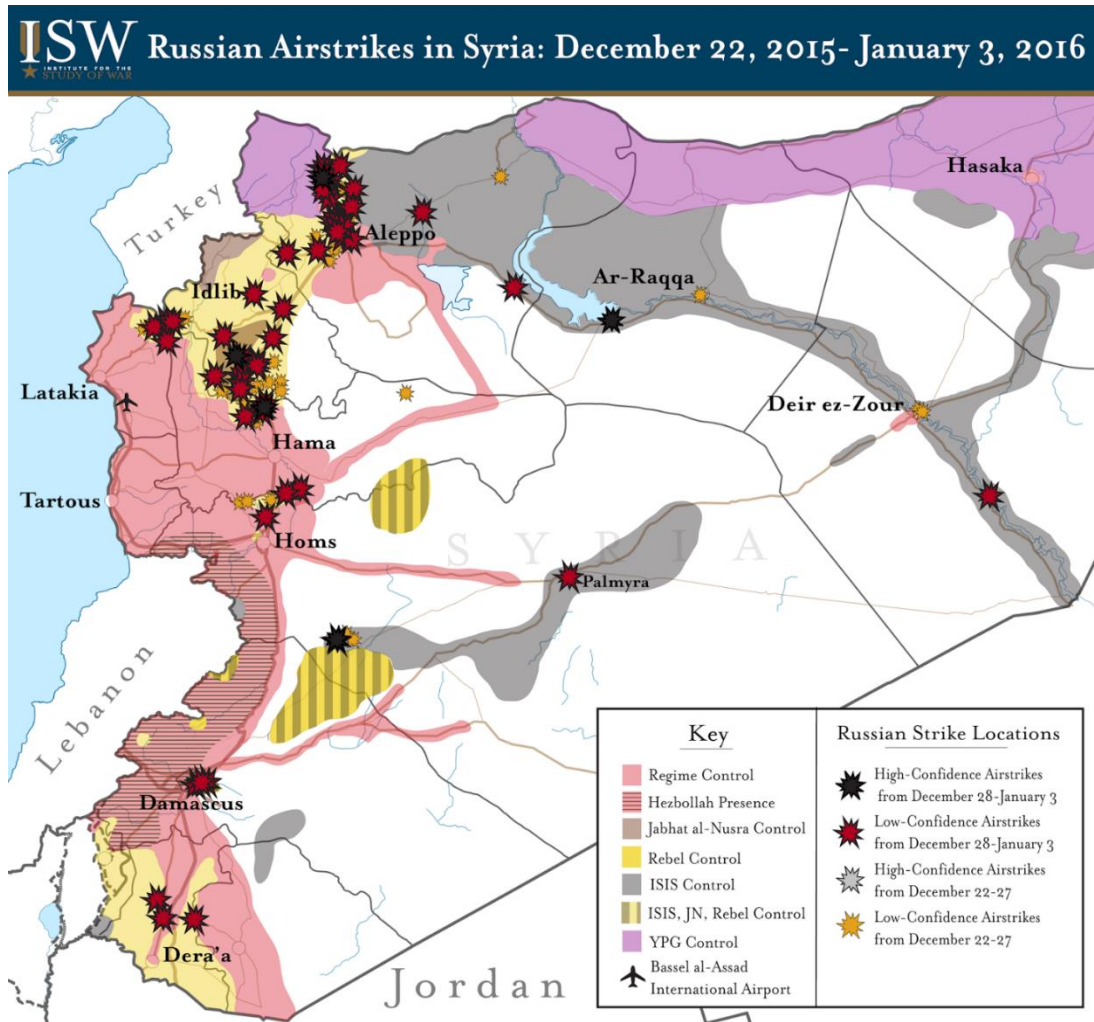 ISW
INSTITUTE FOR THE
STUDY OF WAR
Russian Airstrikes in Syria: December 22, 2015- January 3, 2016
Turkey
Hasaka
Aleppo
Idlib
Ar-Raqqa
Latakia
Deir ez-Zour
Hama
Tartous
Homs
SYRIA
Palmyra
Lebanon
Damascus
Dera'a
Jordan
Key
Regime Control
Hezbollah Presence
Jabhat al-Nusra Control
Rebel Control
ISIS Control
ISIS, JN, Rebel Control
YPG Control
Bassel al-Assad
International Airport
Russian Strike Locations
High-Confidence Airstrikes
from December 28-January 3
Low-Confidence Airstrikes
from December 28-January 3
High-Confidence Airstrikes
from December 22-27
Low-Confidence Airstrikes
from December 22-27